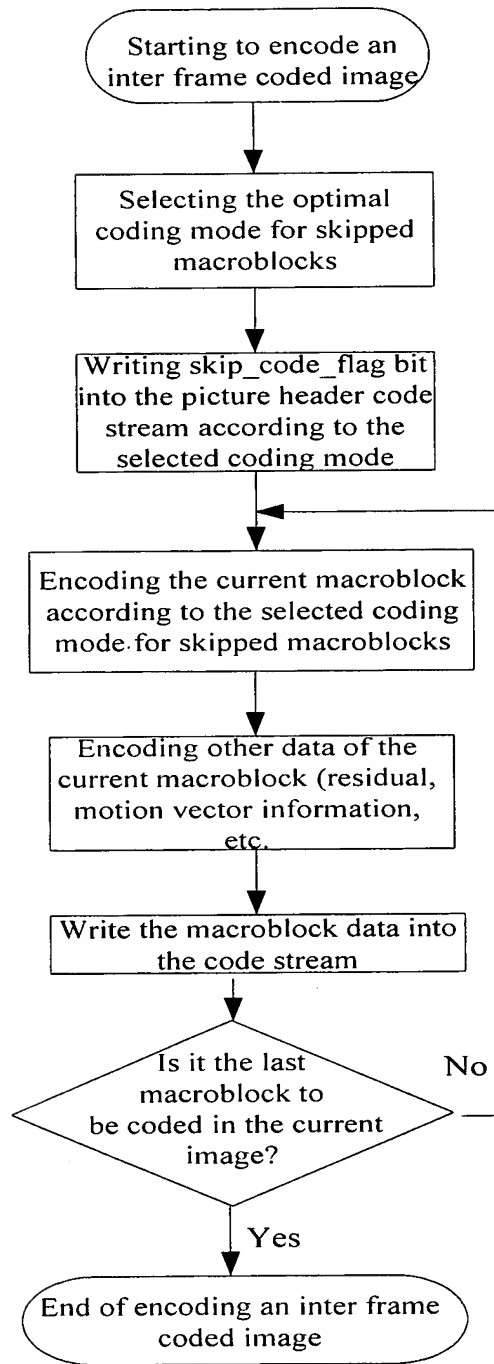 Starting to encode an
inter frame coded image
Selecting the optimal
coding mode for skipped
macroblocks
Writing skip_code_flag bit
into the picture header code
stream according to the
selected coding mode
Encoding the current macroblock
according to the selected coding
mode for skipped macroblocks
Encoding other data of the
current macroblock (residual,
motion vector information,
etc.
Write the macroblock data into
the code stream
Is it the last
macroblock to
be coded in the current
image?
No
Yes
End of encoding an inter frame
coded image